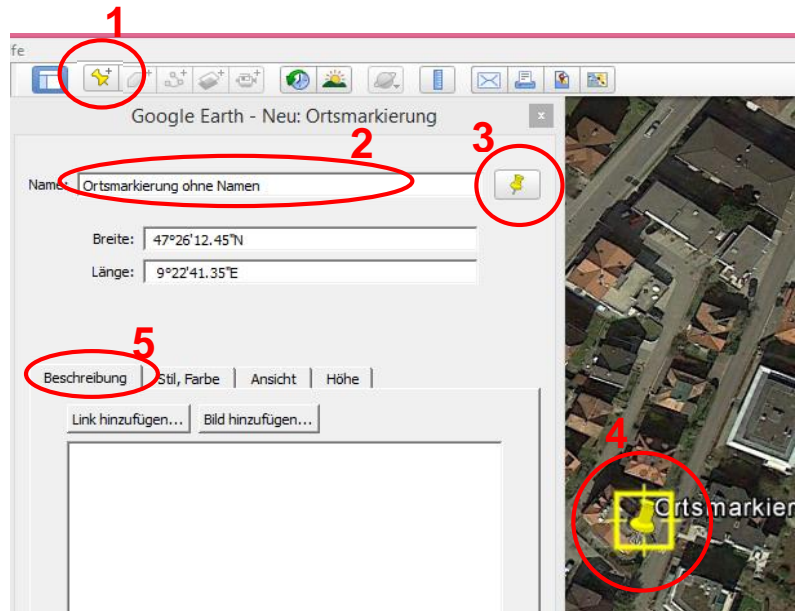 1
fe
Google Earth - Neu: Ortsmarkierung
x
2
3
Name: Ortsmarkierung ohne Namen
Breite: 47°26'12.45"N
Länge: 9°22'41.35"E
5
Beschreibung Stil, Farbe Ansicht Höhe
Link hinzufügen... Bild hinzufügen...
4
Ortsmarkier